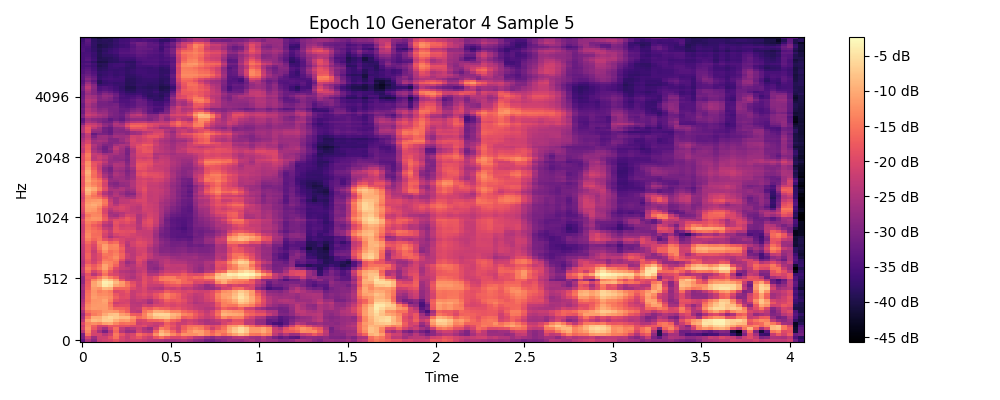 Epoch 10 Generator 4 Sample 5
Hz
4096
2048
1024
512
0
0 0.5 1 1.5 2 2.5 3 3.5 4
Time
-5 dB
-10 dB
-15 dB
-20 dB
-25 dB
-30 dB
-35 dB
-40 dB
-45 dB